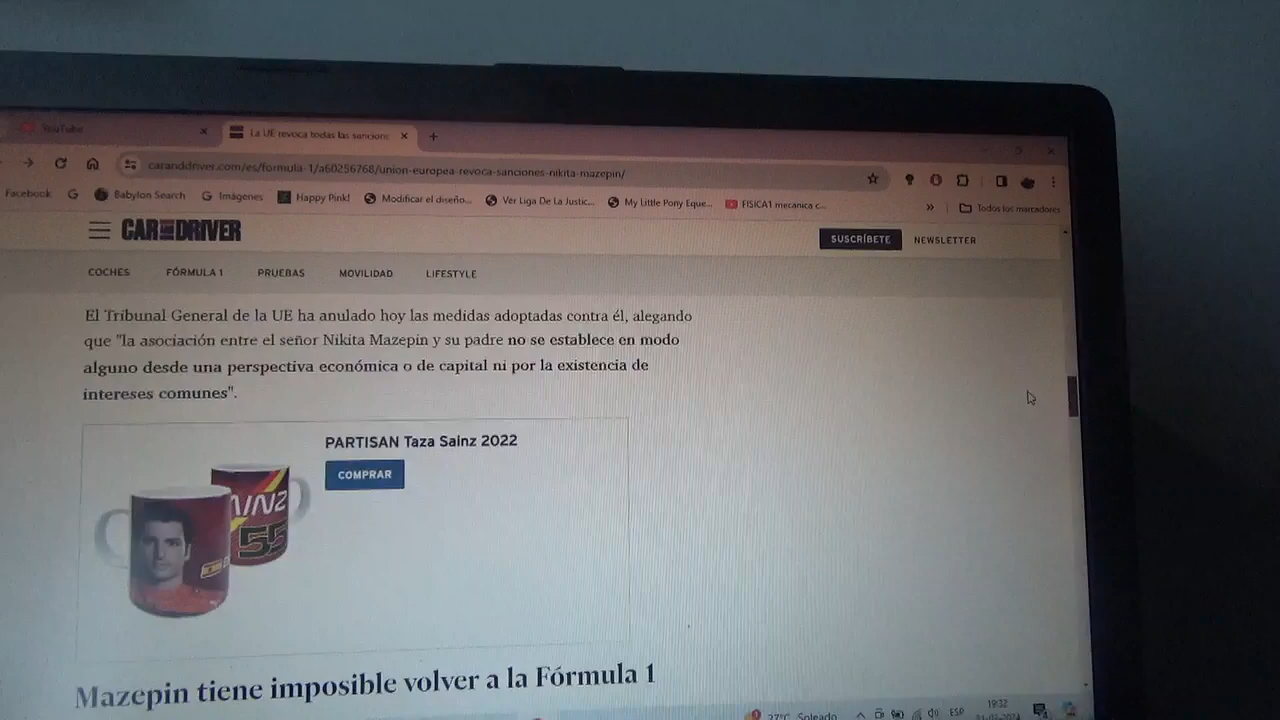 YouTube
La UE revoca todas las sancione
caranddriver.com/es/formula-1/a60256768/union-europea-revoca-sanciones-nikita-mazepin/
Facebook
Babylon Search
Imágenes
Happy Pink!
Modificar el diseño...
Ver Liga De La Justic...
My Little Pony Eque...
FISICA1 mecanica c...
»
Todos los marcadores
CAR AND DRIVER
SUSCRÍBETE
NEWSLETTER
COCHES
FÓRMULA 1
PRUEBAS
MOVILIDAD
LIFESTYLE
El Tribunal General de la UE ha anulado hoy las medidas adoptadas contra él, alegando
que "la asociación entre el señor Nikita Mazepin y su padre no se establece en modo
alguno desde una perspectiva económica o de capital ni por la existencia de
intereses comunes".
PARTISAN Taza Sainz 2022
COMPRAR
AINZ
55
Mazepin tiene imposible volver a la Fórmula 1
27°C Soleado
ESP
19:32